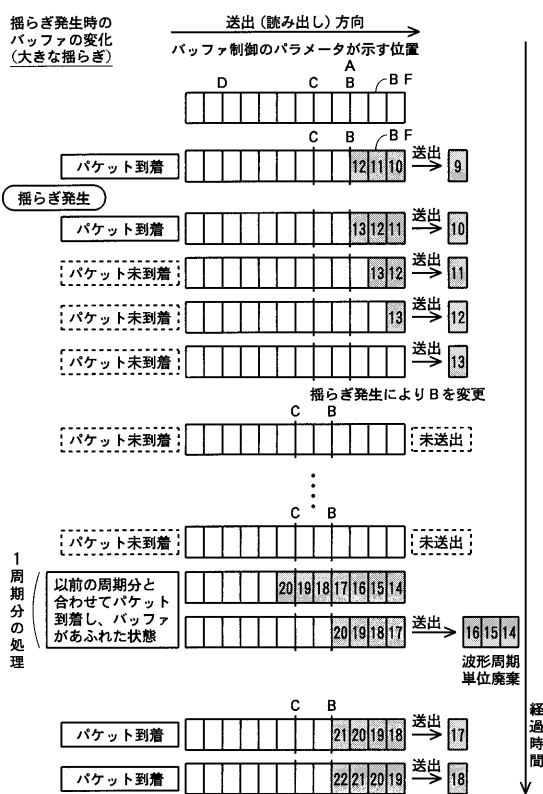 揺らぎ発生時の
バッファの変化
(大きな揺らぎ)
送出(読み出し)方向
バッファ制御のパラメータが示す位置
A
D C B BF
C B BF
パケット到着 12 11 10 送出 9
揺らぎ発生
パケット到着 13 12 11 送出 10
パケット未到着 13 12 送出 11
パケット未到着 13 送出 12
パケット未到着 送出 13
揺らぎ発生によりBを変更
C B
パケット未到着 未送出
C B
パケット未到着 未送出
1周期分の処理
以前の周期分と
合わせてパケット
到着し、バッファ
があふれた状態
20 19 18 17 16 15 14
20 19 18 17 送出 16 15 14
波形周期
単位廃棄
C B
パケット到着 21 20 19 18 送出 17
パケット到着 22 21 20 19 送出 18
経過時間